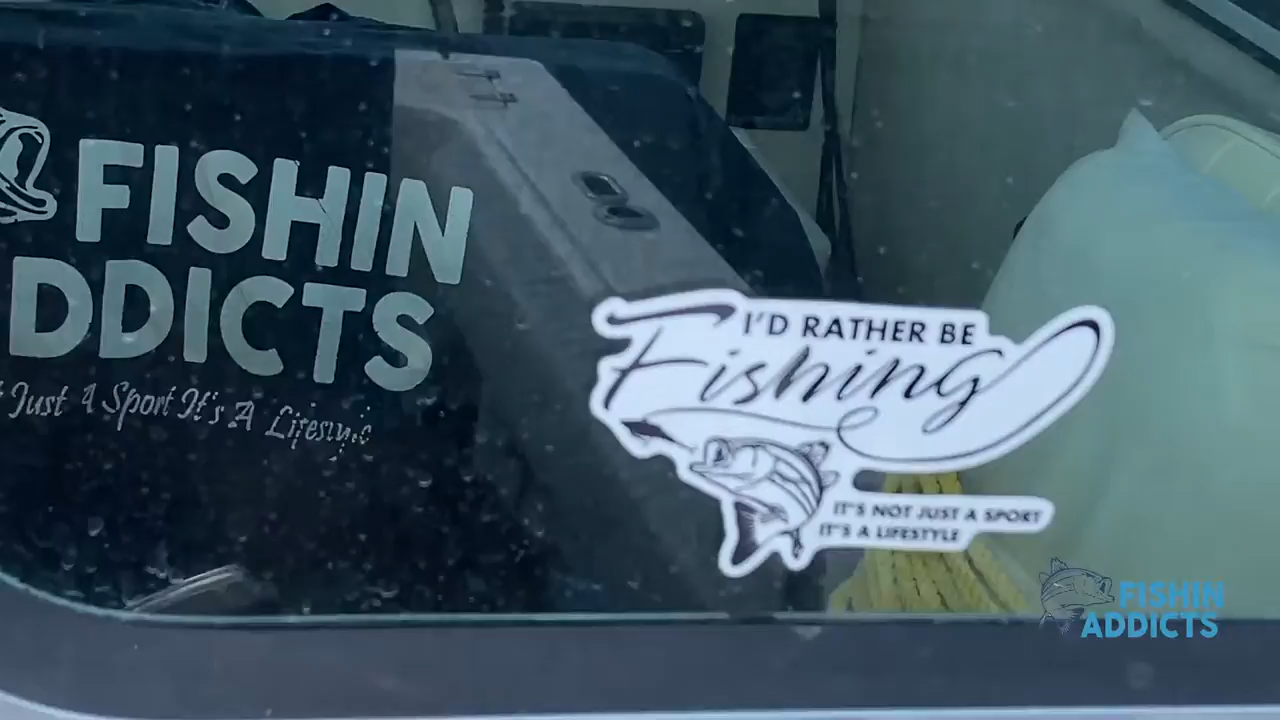 FISHIN
DDICTS
Just A Sport It's A Lifestyle
I'D RATHER BE
Fishing
IT'S NOT JUST A SPORT
IT'S A LIFESTYLE
FISHIN
ADDICTS